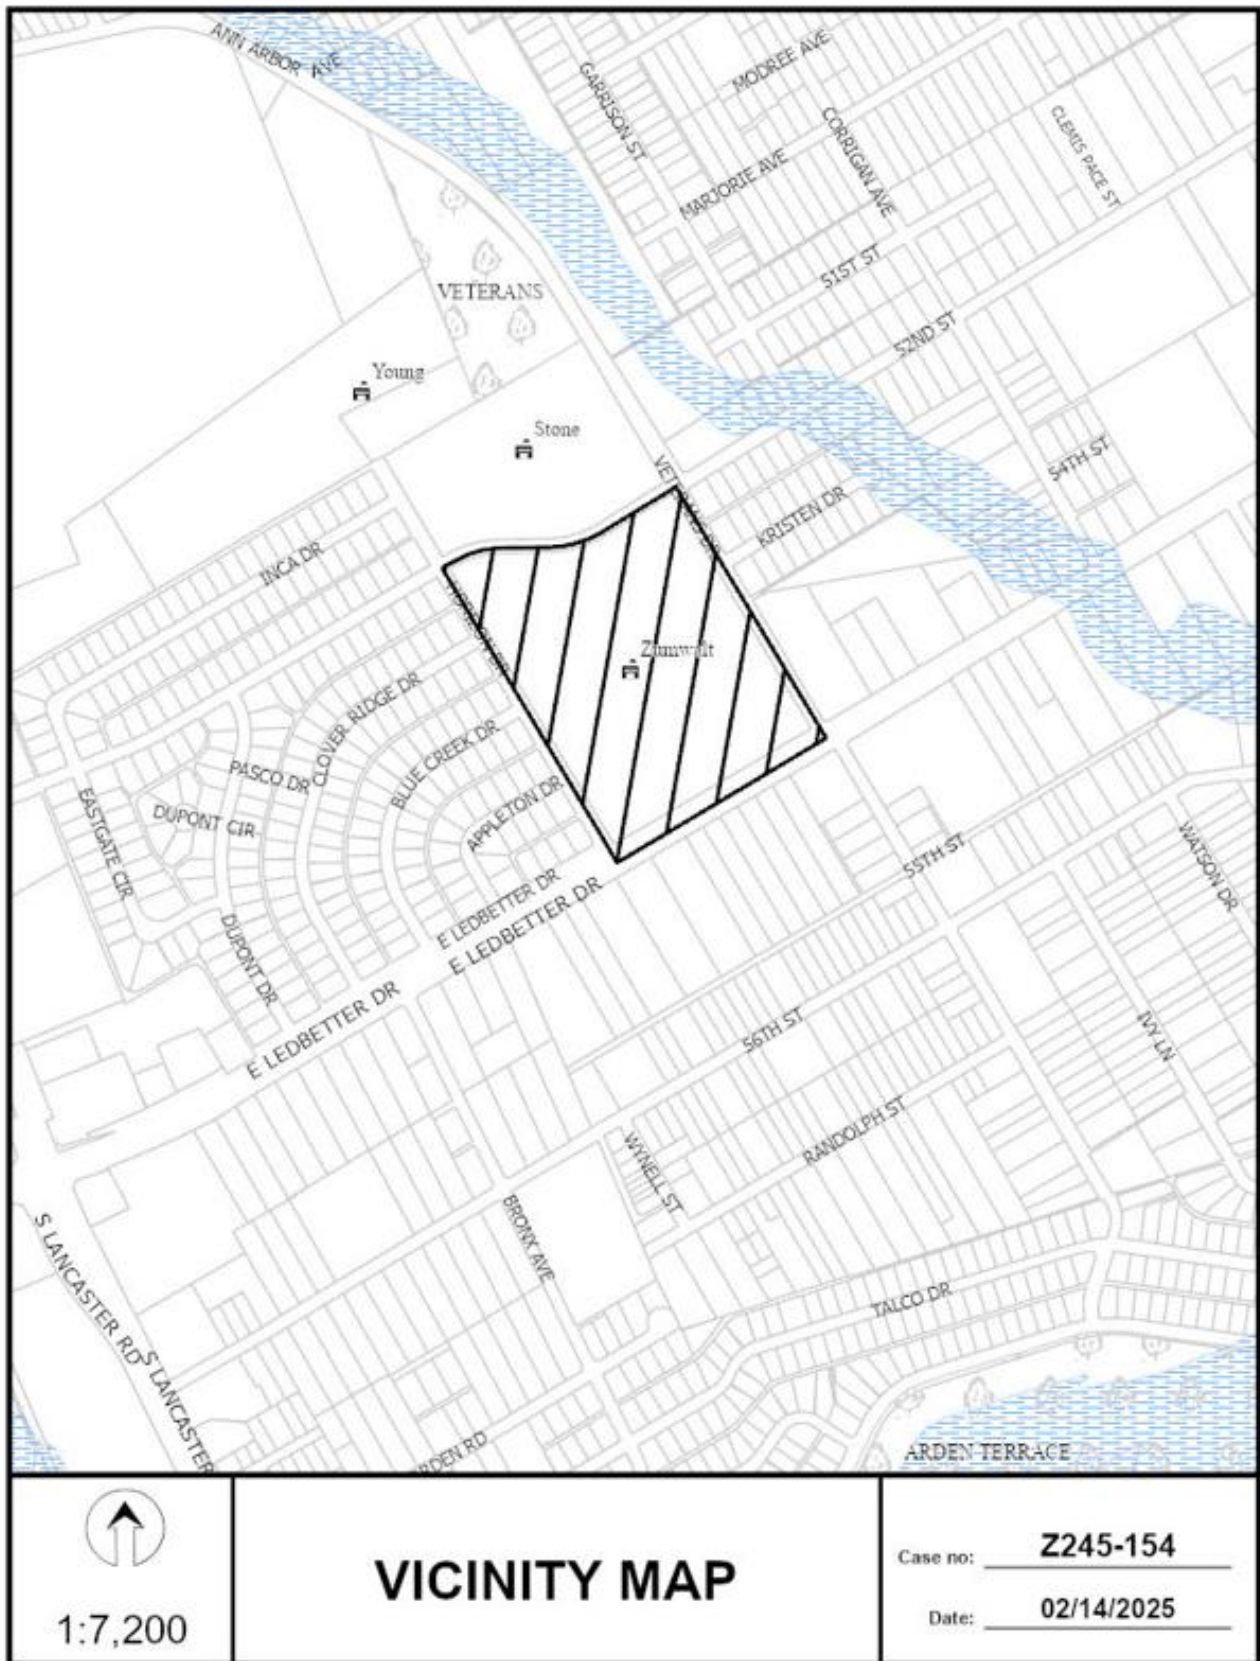 ANN ARBOR AVE
GARRISON ST
MODREE AVE
CORRIGAN AVE
CLEMIS PACE ST
MARJORIE AVE
51ST ST
VETERANS
52ND ST
Young
Stone
54TH ST
KRISTEN DR
INCA DR
Zumwalt
CLOVER RIDGE DR
PASCO DR
BLUE CREEK DR
DUPONT CIR
APPLETON DR
EASTGATE CIR
WATSON DR
55TH ST
E LEDBETTER DR
E LEDBETTER DR
DUPONT DR
E LEDBETTER DR
56TH ST
IVY LN
RANDOLPH ST
WYNELL ST
BRONX AVE
S LANCASTER RD
TALCO DR
S LANCASTER
RDEN RD
ARDEN TERRACE
1:7,200
VICINITY MAP
Case no: Z245-154
Date: 02/14/2025